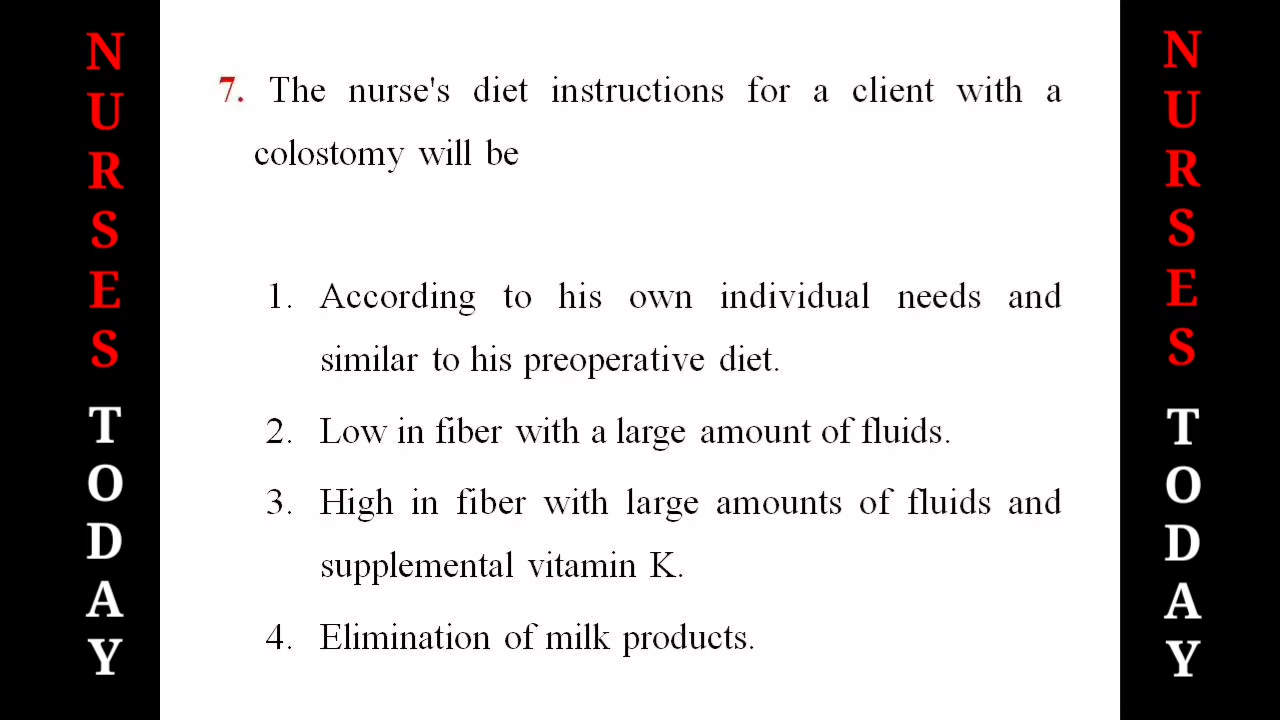 NURSES TODAY
7. The nurse's diet instructions for a client with a
colostomy will be
1. According to his own individual needs and
similar to his preoperative diet.
2. Low in fiber with a large amount of fluids.
3. High in fiber with large amounts of fluids and
supplemental vitamin K.
4. Elimination of milk products.
NURSES TODAY